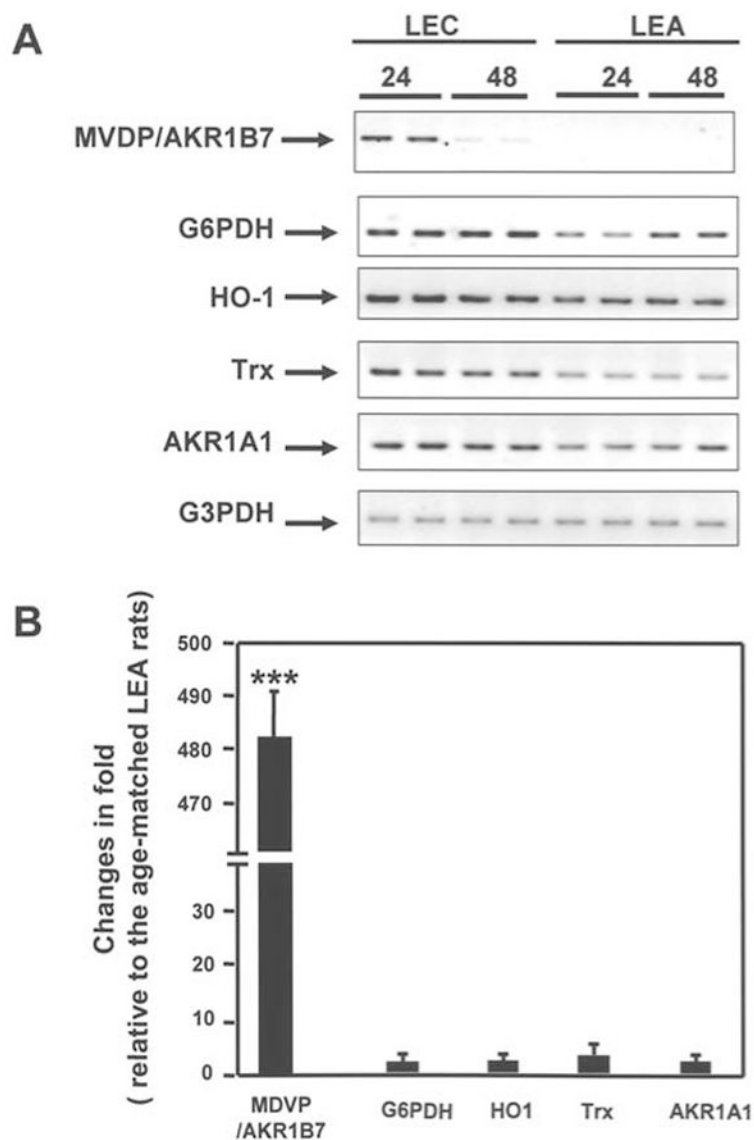 A
LEC LEA
24 48 24 48
MVDP/AKR1B7
G6PDH
HO-1
Trx
AKR1A1
G3PDH
B
Changes in fold
( relative to the age-matched LEA rats)
500
490
480
470
30
20
10
0
***
MDVP
/AKR1B7
G6PDH HO1 Trx AKR1A1